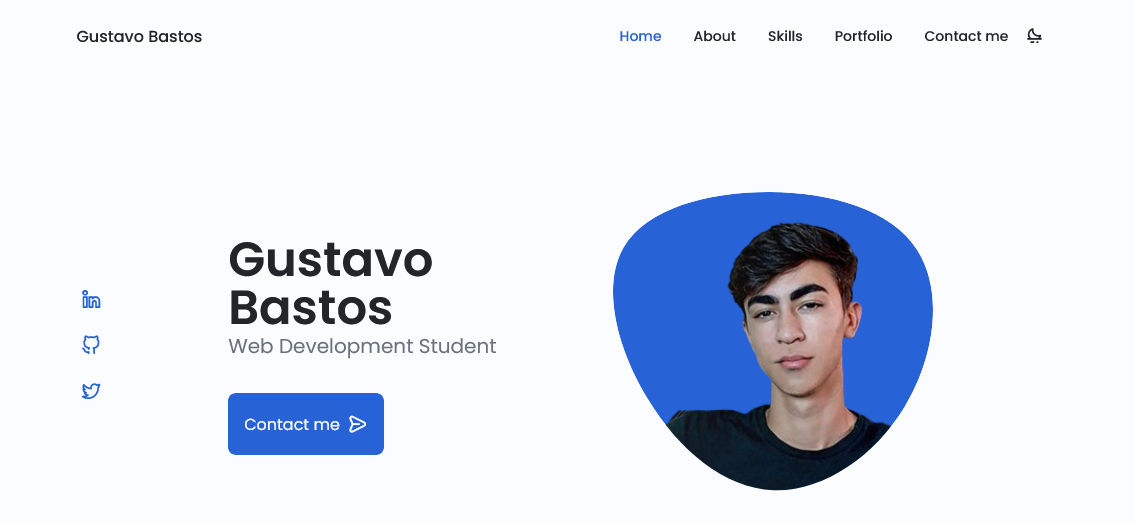 Gustavo Bastos
Home About Skills Portfolio Contact me
Gustavo
Bastos
Web Development Student
Contact me